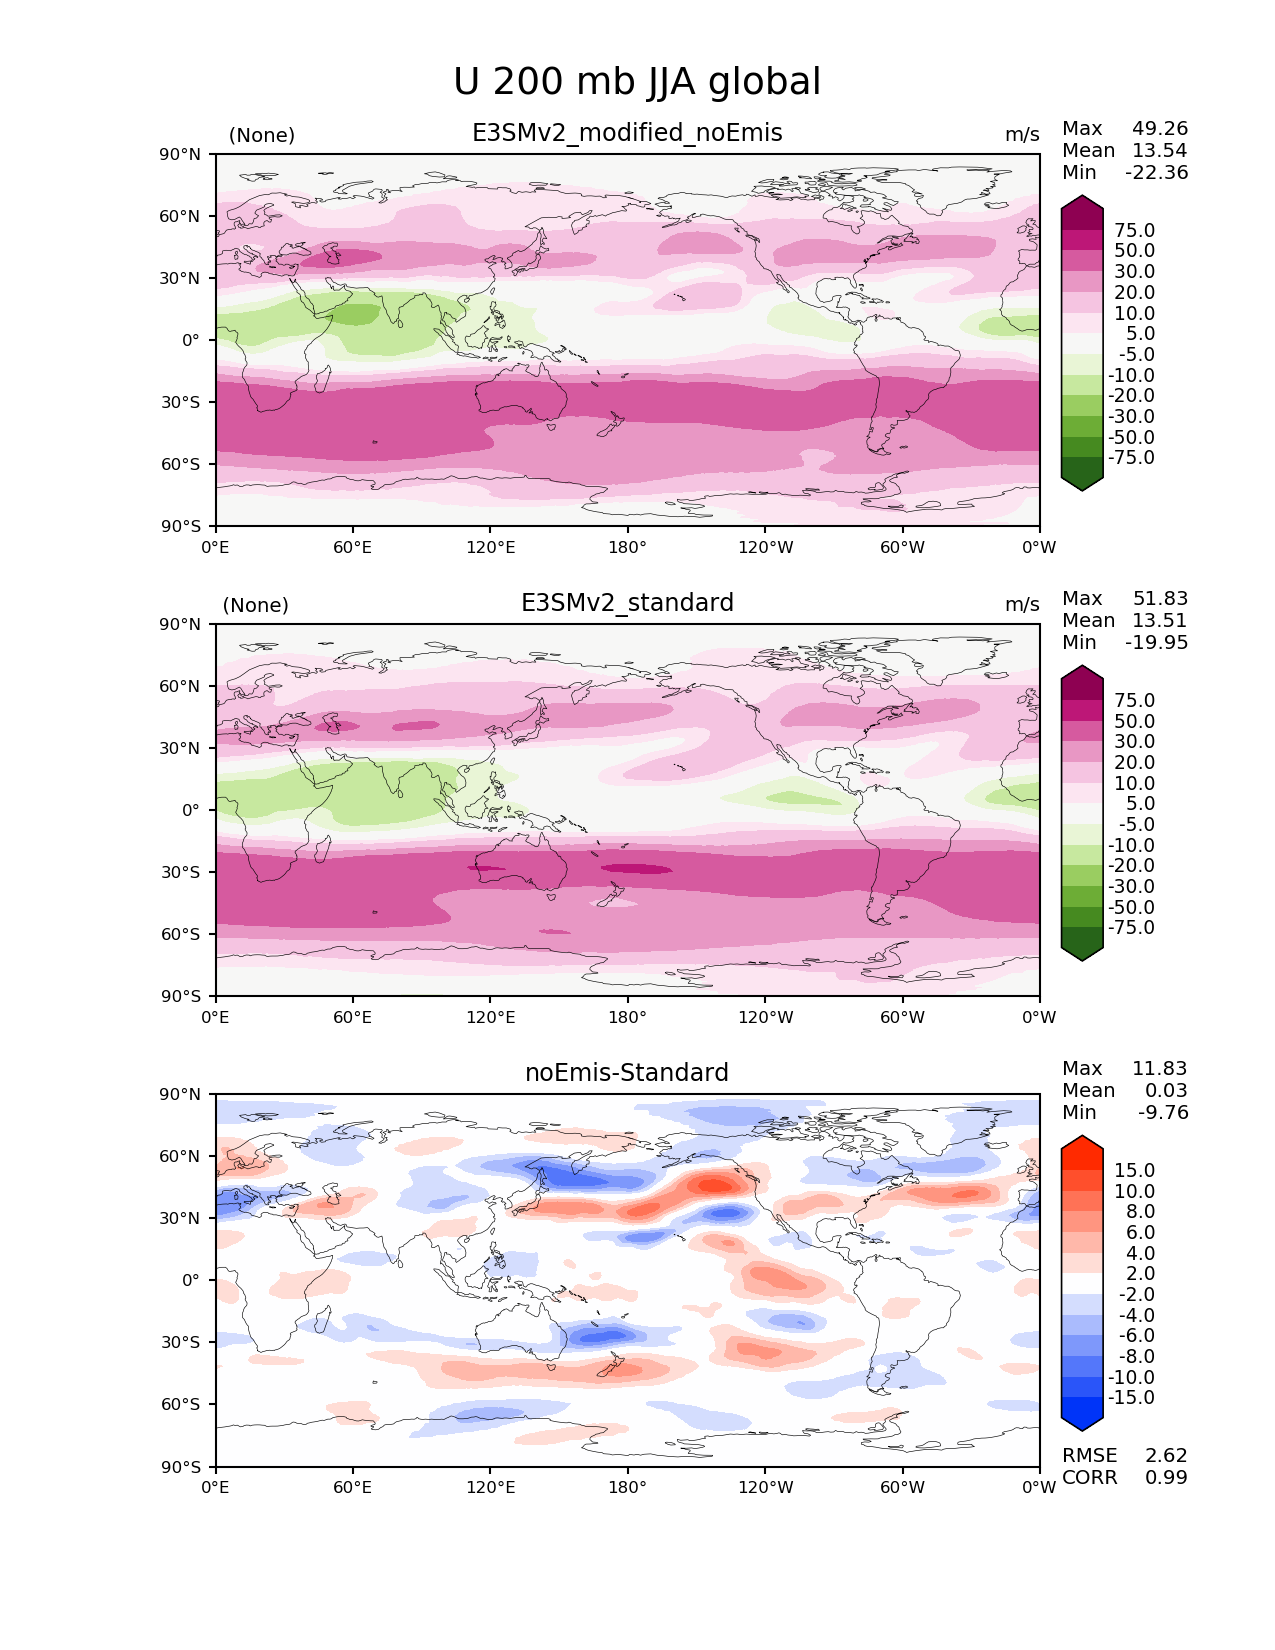 U 200 mb JJA global
(None) E3SMv2_modified_noEmis m/s
Max 49.26
Mean 13.54
Min -22.36
90°N
60°N
30°N
0°
30°S
60°S
90°S
0°E 60°E 120°E 180° 120°W 60°W 0°W
75.0
50.0
30.0
20.0
10.0
5.0
-5.0
-10.0
-20.0
-30.0
-50.0
-75.0
(None) E3SMv2_standard m/s
Max 51.83
Mean 13.51
Min -19.95
90°N
60°N
30°N
0°
30°S
60°S
90°S
0°E 60°E 120°E 180° 120°W 60°W 0°W
75.0
50.0
30.0
20.0
10.0
5.0
-5.0
-10.0
-20.0
-30.0
-50.0
-75.0
noEmis-Standard
Max 11.83
Mean 0.03
Min -9.76
90°N
60°N
30°N
0°
30°S
60°S
90°S
0°E 60°E 120°E 180° 120°W 60°W 0°W
15.0
10.0
8.0
6.0
4.0
2.0
-2.0
-4.0
-6.0
-8.0
-10.0
-15.0
RMSE 2.62
CORR 0.99